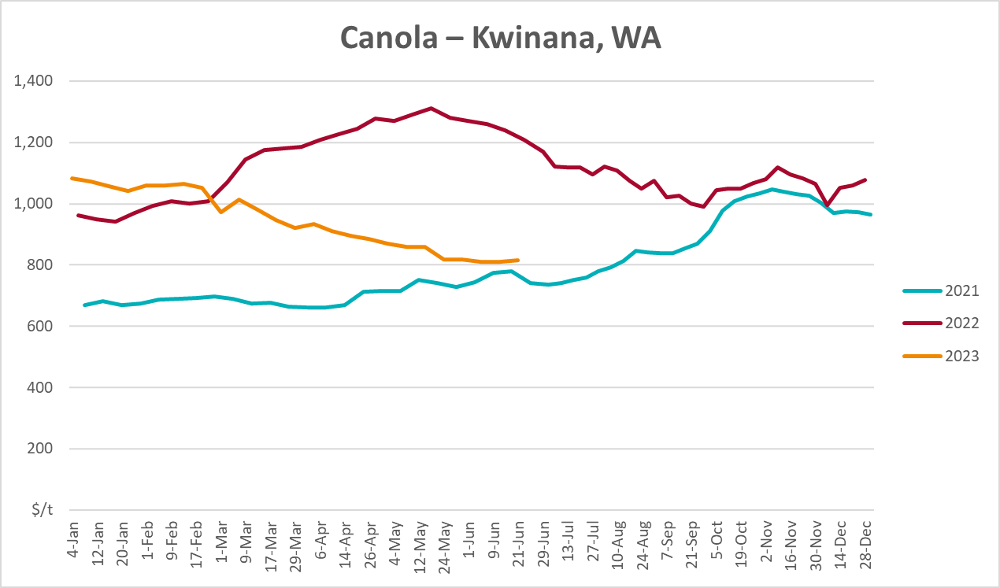 Canola – Kwinana, WA
1,400
1,200
1,000
800
600
400
200
$/t
4-Jan
12-Jan
20-Jan
1-Feb
9-Feb
17-Feb
1-Mar
9-Mar
17-Mar
29-Mar
6-Apr
14-Apr
26-Apr
4-May
12-May
24-May
1-Jun
9-Jun
21-Jun
29-Jun
13-Jul
27-Jul
10-Aug
24-Aug
7-Sep
21-Sep
5-Oct
19-Oct
2-Nov
16-Nov
30-Nov
14-Dec
28-Dec
2021
2022
2023